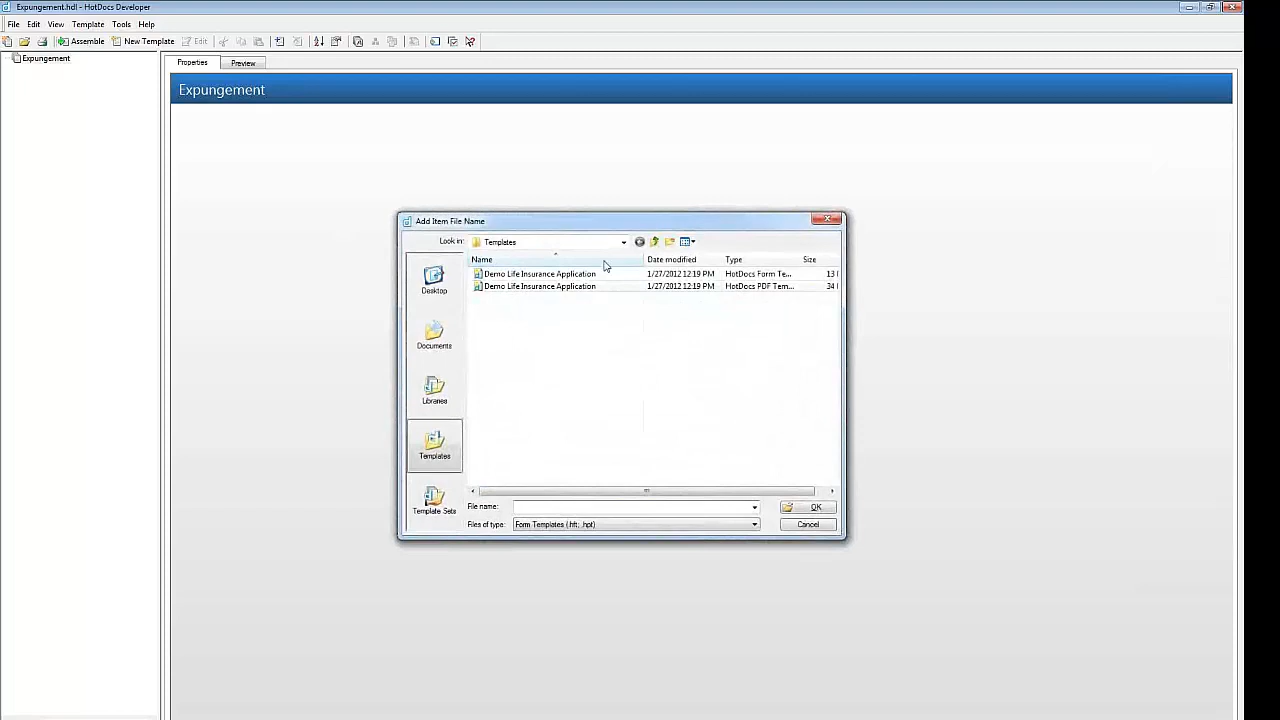 Expungement.hdl - HotDocs Developer
File Edit View Template Tools Help
Assemble New Template Edit
Expungement
Properties Preview
Expungement
Add Item File Name
Look in: Templates
Name Date modified Type Size
Demo Life Insurance Application 1/27/2012 12:19 PM HotDocs Form Te... 13
Demo Life Insurance Application 1/27/2012 12:19 PM HotDocs PDF Tem... 34
Desktop
Documents
Libraries
Templates
Template Sets
File name: OK
Files of type: Form Templates (.hft; .hpt) Cancel